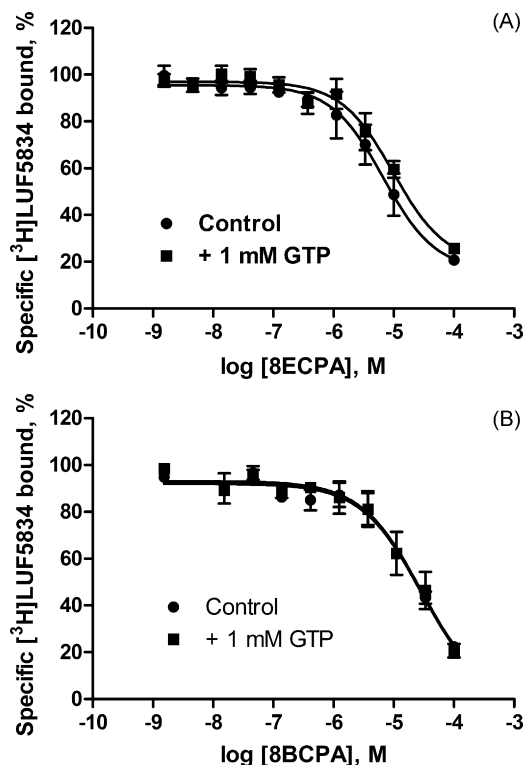 (A)
Specific [³H]LUF5834 bound, %
120
100
80
60
40
20
0
Control
+ 1 mM GTP
-10 -9 -8 -7 -6 -5 -4 -3
log [8ECPA], M
(B)
Specific [³H]LUF5834 bound, %
120
100
80
60
40
20
0
Control
+ 1 mM GTP
-10 -9 -8 -7 -6 -5 -4 -3
log [8BCPA], M